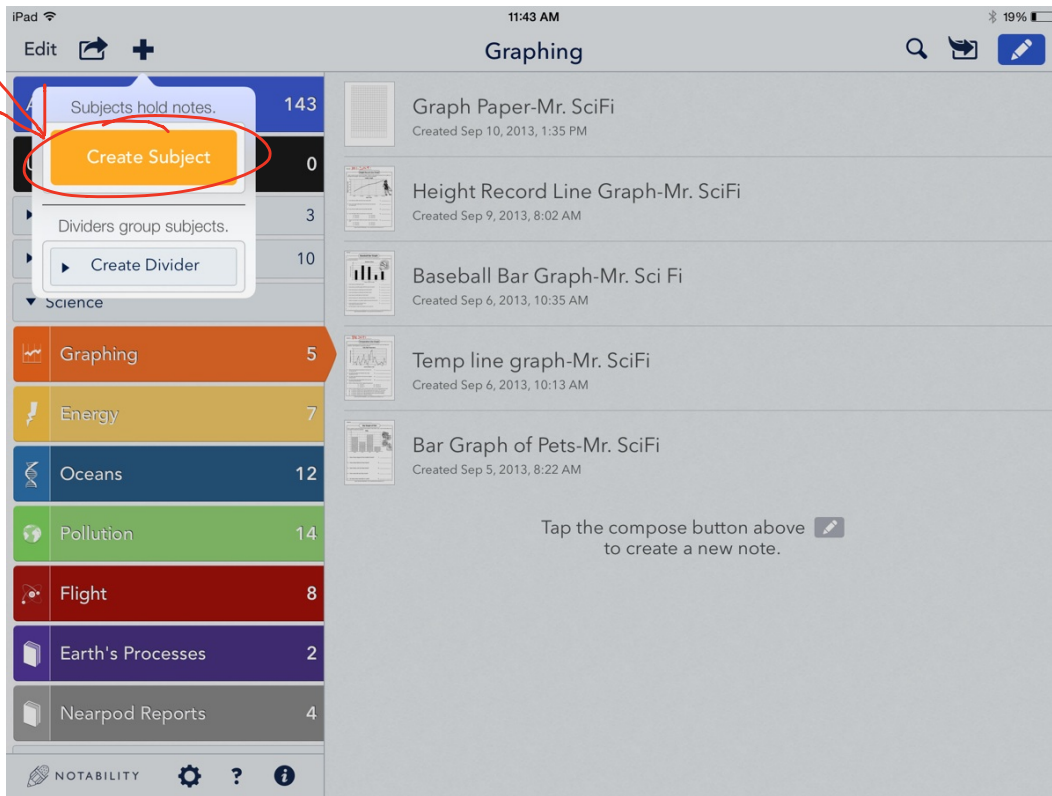 iPad 11:43 AM 19%
Edit Graphing
Subjects hold notes. 143
Create Subject 0
3
Dividers group subjects.
Create Divider 10
Science
Graphing 5
Energy 7
Oceans 12
Pollution 14
Flight 8
Earth's Processes 2
Nearpod Reports 4
NOTABILITY ?
Graph Paper-Mr. SciFi
Created Sep 10, 2013, 1:35 PM
Height Record Line Graph-Mr. SciFi
Created Sep 9, 2013, 8:02 AM
Baseball Bar Graph-Mr. Sci Fi
Created Sep 6, 2013, 10:35 AM
Temp line graph-Mr. SciFi
Created Sep 6, 2013, 10:13 AM
Bar Graph of Pets-Mr. SciFi
Created Sep 5, 2013, 8:22 AM
Tap the compose button above
to create a new note.